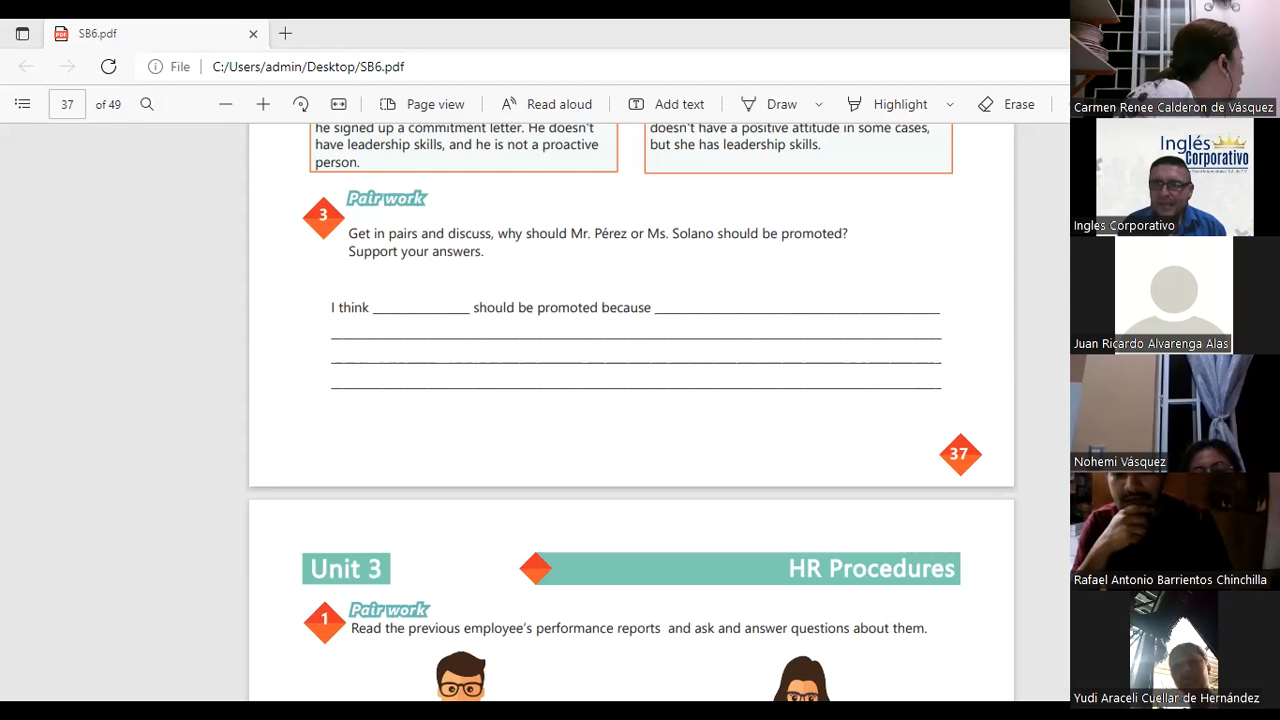 SB6.pdf
File
C:/Users/admin/Desktop/SB6.pdf
37 of 49
Page view
Read aloud
Add text
Draw
Highlight
Erase
he signed up a commitment letter. He doesn't
have leadership skills, and he is not a proactive
person.
doesn't have a positive attitude in some cases,
but she has leadership skills.
3
Pair work
Get in pairs and discuss, why should Mr. Pérez or Ms. Solano should be promoted?
Support your answers.
I think ______________ should be promoted because ______________
37
Unit 3
HR Procedures
1
Pair work
Read the previous employee's performance reports and ask and answer questions about them.
Carmen Renee Calderon de Vásquez
Inglés
Corporativo
Ingles Corporativo
Juan Ricardo Alvarenga Alas
Nohemi Vásquez
Rafael Antonio Barrientos Chinchilla
Yudi Araceli Cuellar de Hernández